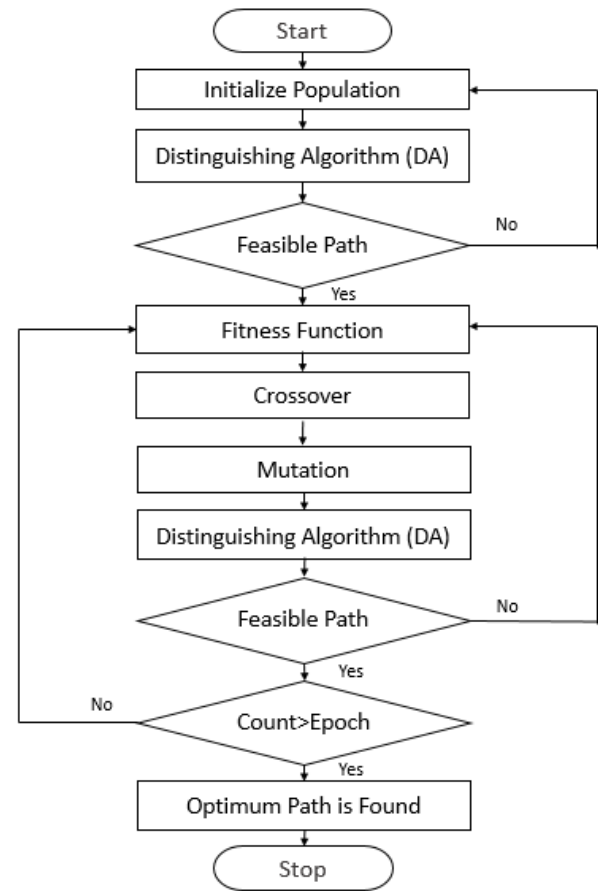 Start
Initialize Population
Distinguishing Algorithm (DA)
Feasible Path
No
Yes
Fitness Function
Crossover
Mutation
Distinguishing Algorithm (DA)
Feasible Path
No
Yes
No
Count>Epoch
Yes
Optimum Path is Found
Stop